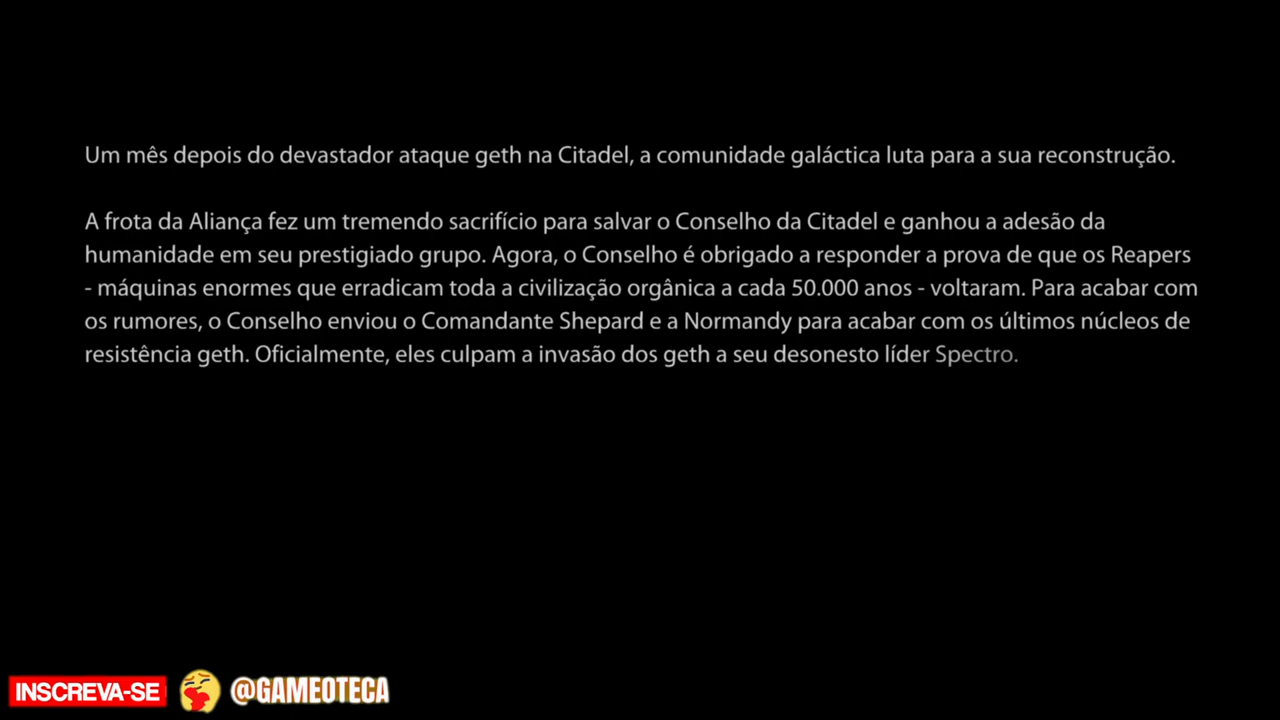 Um mês depois do devastador ataque geth na Citadel, a comunidade galáctica luta para a sua reconstrução.
A frota da Aliança fez um tremendo sacrifício para salvar o Conselho da Citadel e ganhou a adesão da
humanidade em seu prestigiado grupo. Agora, o Conselho é obrigado a responder a prova de que os Reapers
- máquinas enormes que erradicam toda a civilização orgânica a cada 50.000 anos - voltaram. Para acabar com
os rumores, o Conselho enviou o Comandante Shepard e a Normandy para acabar com os últimos núcleos de
resistência geth. Oficialmente, eles culpam a invasão dos geth a seu desonesto líder Spectro.
INSCREVA-SE @GAMEOTECA